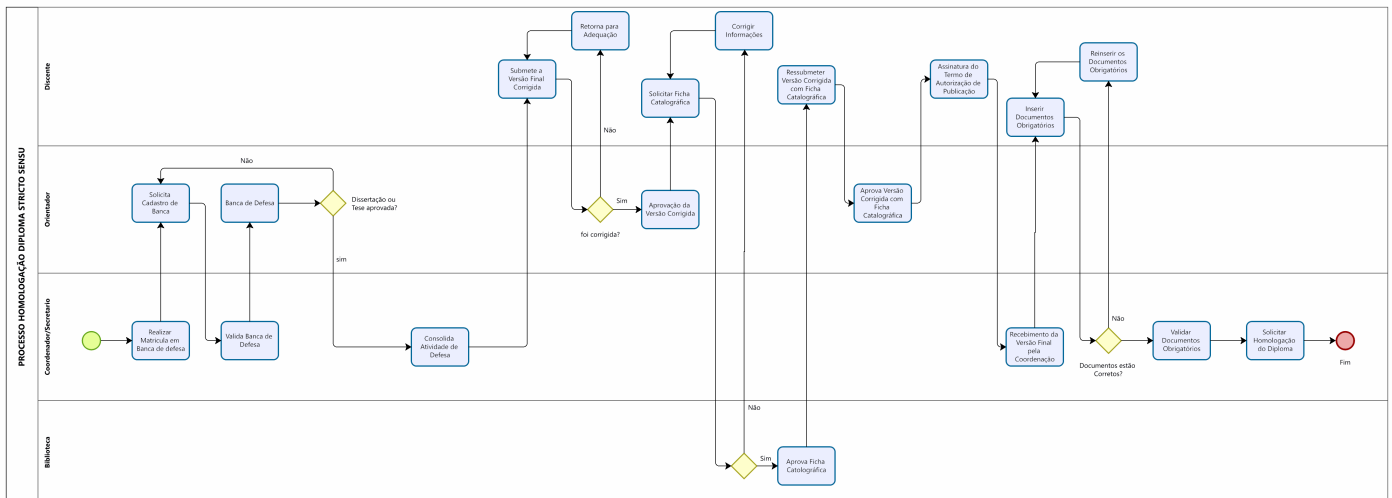 PROCESSO HOMOLOGAÇÃO DIPLOMA STRICTO SENSU
Discente
Retorna para
Adequação
Submete a
Versão Final
Corrigida
Não
Corrigir
Informações
Solicitar Ficha
Catalográfica
Ressubmeter
Versão Corrigida
com Ficha
Catalográfica
Assinatura do
Termo de
Autorização de
Publicação
Reinserir os
Documentos
Obrigatórios
Inserir
Documentos
Obrigatórios
Orientador
Não
Solicita
Cadastro de
Banca
Banca de Defesa
Dissertação ou
Tese aprovada?
sim
foi corrigida?
Sim
Aprovação da
Versão Corrigida
Aprova Versão
Corrigida com
Ficha
Catalográfica
Coordenador/Secretario
Realizar
Matricula em
Banca de defesa
Valida Banca de
Defesa
Consolida
Atividade de
Defesa
Recebimento da
Versão Final
pela
Coordenação
Não
Documentos estão
Corretos?
Validar
Documentos
Obrigatórios
Solicitar
Homologação
do Diploma
Fim
Biblioteca
Não
Sim
Aprova Ficha
Catolográfica